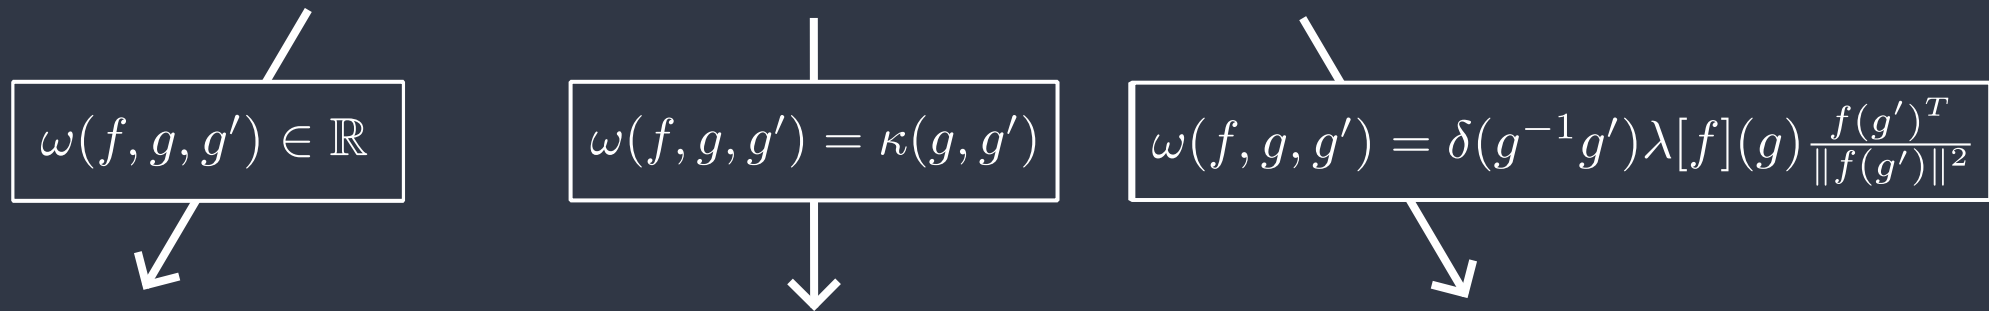 ω(f, g, g′) ∈ ℝ
ω(f, g, g′) = κ(g, g′)
ω(f, g, g′) = δ(g⁻¹g′)λ[f](g) f(g′)ᵀ / ‖f(g′)‖²